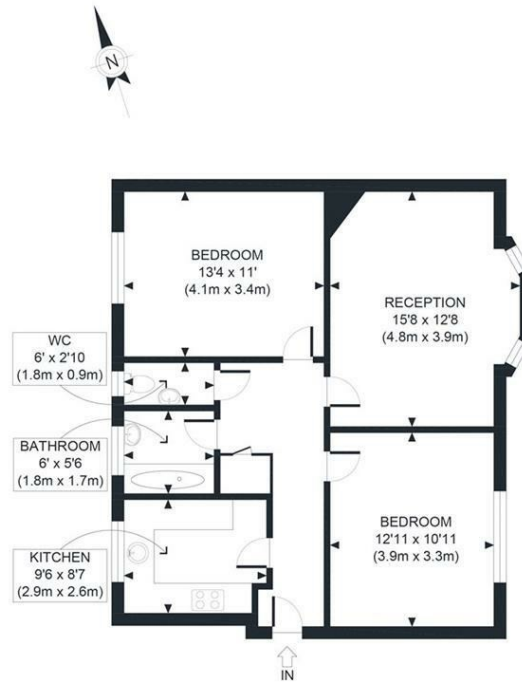 N
BEDROOM
13'4 x 11'
(4.1m x 3.4m)
RECEPTION
15'8 x 12'8
(4.8m x 3.9m)
WC
6' x 2'10
(1.8m x 0.9m)
BATHROOM
6' x 5'6
(1.8m x 1.7m)
KITCHEN
9'6 x 8'7
(2.9m x 2.6m)
BEDROOM
12'11 x 10'11
(3.9m x 3.3m)
IN